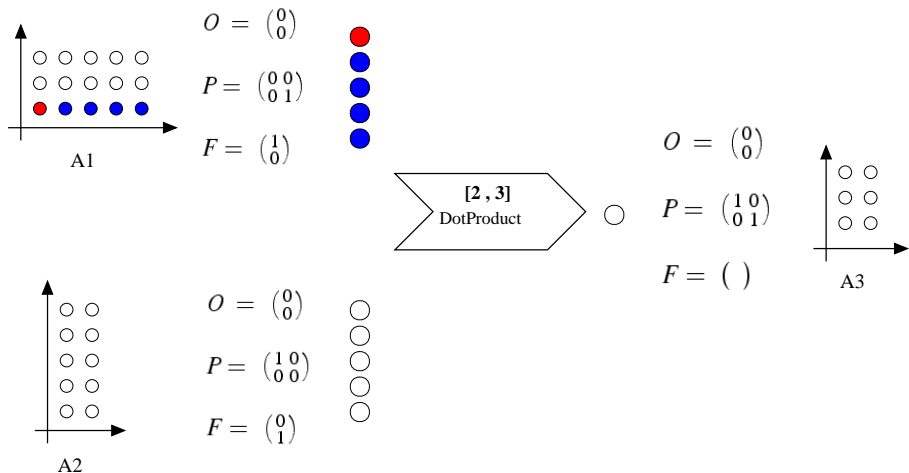 O = (0 0)
P = (0 0 0 1)
F = (1 0)
A1
[2 , 3]
DotProduct
O = (0 0)
P = (1 0 0 1)
F = ( )
A3
O = (0 0)
P = (1 0 0 0)
F = (0 1)
A2